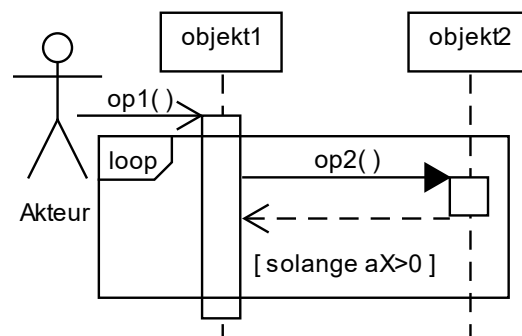 objekt1
objekt2
op1( )
loop
op2( )
Akteur
[ solange aX>0 ]